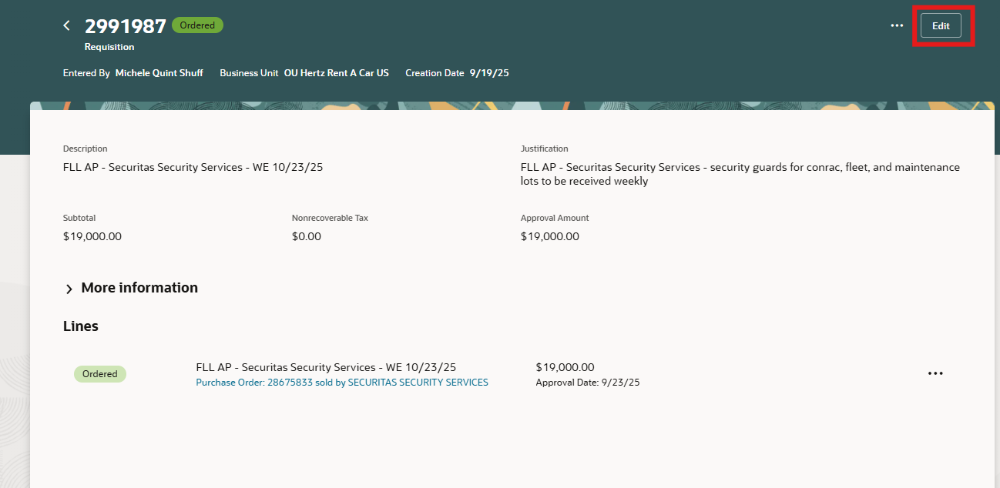 2991987 Ordered
Edit
Requisition
Entered By Michele Quint Shuff Business Unit OU Hertz Rent A Car US Creation Date 9/19/25
Description
FLL AP - Securitas Security Services - WE 10/23/25
Justification
FLL AP - Securitas Security Services - security guards for conrac, fleet, and maintenance
lots to be received weekly
Subtotal
$19,000.00
Nonrecoverable Tax
$0.00
Approval Amount
$19,000.00
More information
Lines
Ordered
FLL AP - Securitas Security Services - WE 10/23/25
Purchase Order: 28675833 sold by SECURITAS SECURITY SERVICES
$19,000.00
Approval Date: 9/23/25